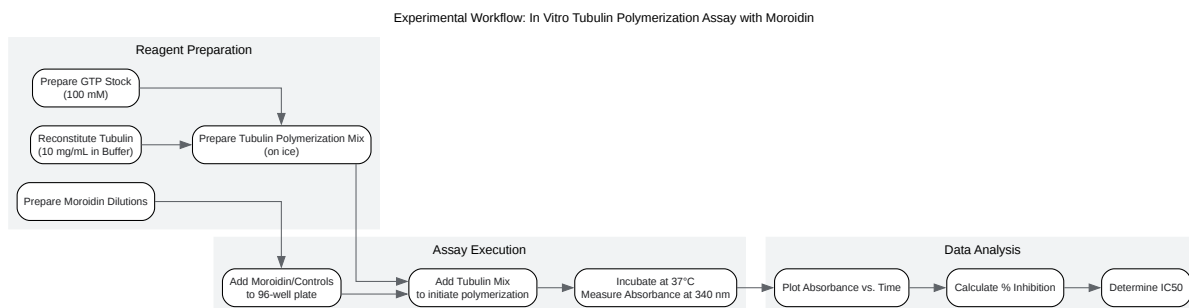 Experimental Workflow: In Vitro Tubulin Polymerization Assay with Moroidin
Reagent Preparation
Prepare GTP Stock
(100 mM)
Reconstitute Tubulin
(10 mg/mL in Buffer)
Prepare Tubulin Polymerization Mix
(on ice)
Prepare Moroidin Dilutions
Assay Execution
Add Moroidin/Controls
to 96-well plate
Add Tubulin Mix
to initiate polymerization
Incubate at 37°C
Measure Absorbance at 340 nm
Data Analysis
Plot Absorbance vs. Time
Calculate % Inhibition
Determine IC50